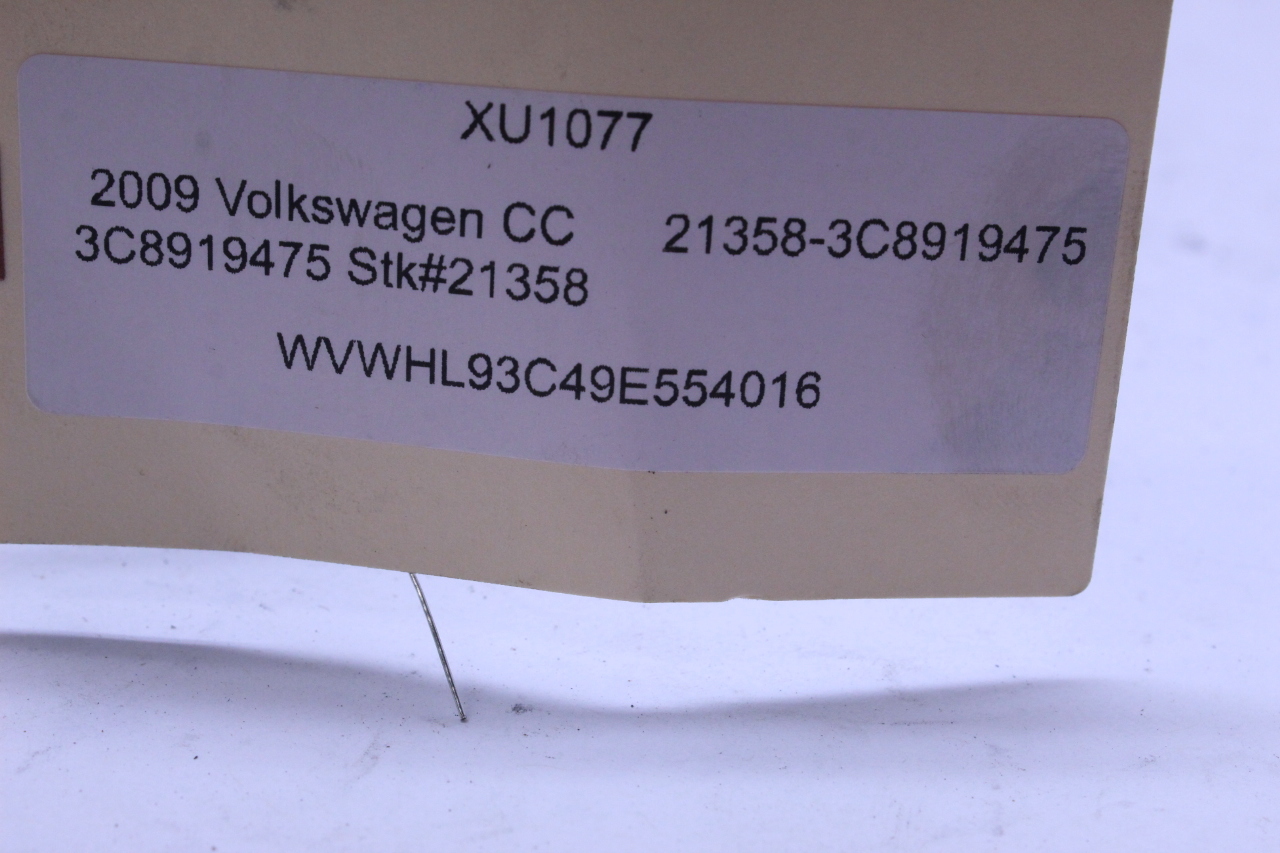 XU1077
2009 Volkswagen CC
3C8919475 Stk#21358
21358-3C8919475
WVWHL93C49E554016